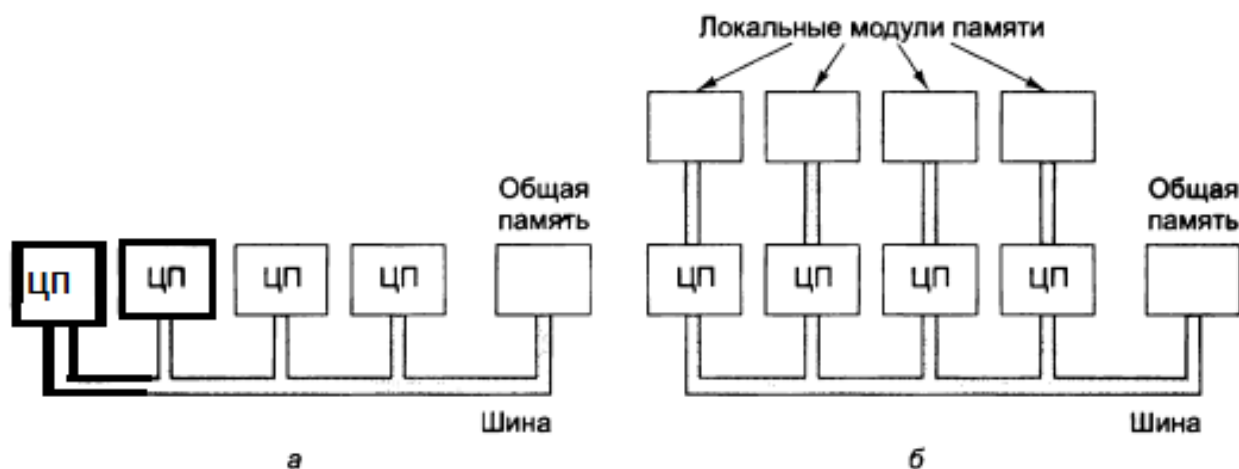 Локальные модули памяти
Общая
память
ЦП ЦП ЦП ЦП
Шина
а
Общая
память
ЦП ЦП ЦП ЦП
Шина
б